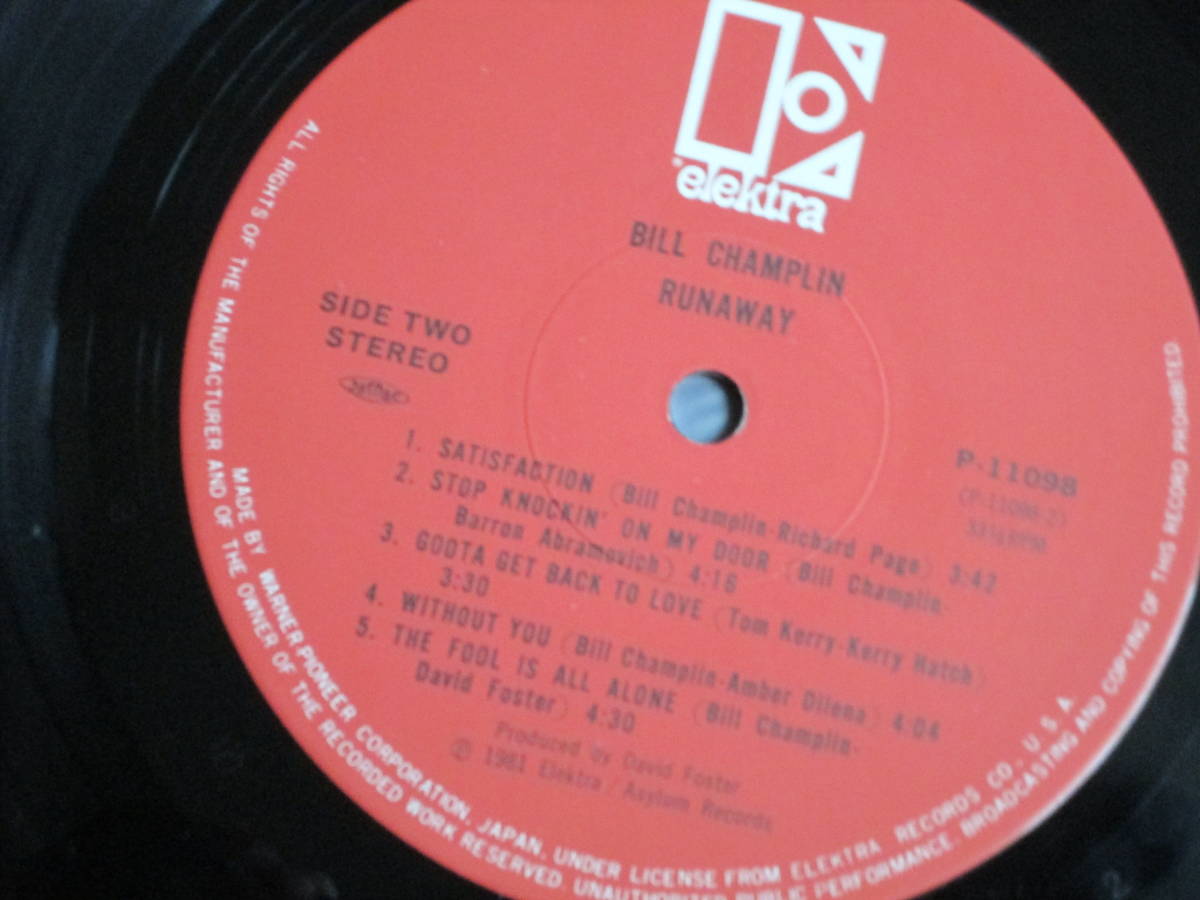 elektra
BILL CHAMPLIN
RUNAWAY
SIDE TWO
STEREO
P-11098
(P-11098-2)
33⅓RPM
1. SATISFACTION (Bill Champlin-Richard Page) 3:42
2. STOP KNOCKIN' ON MY DOOR (Bill Champlin-
Barron Abramovich) 4:16
3. GOOTA GET BACK TO LOVE (Tom Kerry-Kerry Hatch)
3:30
4. WITHOUT YOU (Bill Champlin-Amber Dilena) 4:04
5. THE FOOL IS ALL ALONE (Bill Champlin-
David Foster) 4:30
Produced by David Foster
Ⓟ 1981 Elektra / Asylum Records
MADE BY WARNER-PIONEER CORPORATION, JAPAN, UNDER LICENSE FROM ELEKTRA RECORDS CO., U.S.A.
ALL RIGHTS OF THE MANUFACTURER AND OF THE OWNER OF THE RECORDED WORK RESERVED. UNAUTHORIZED PUBLIC PERFORMANCE, BROADCASTING AND COPYING OF THIS RECORD PROHIBITED.